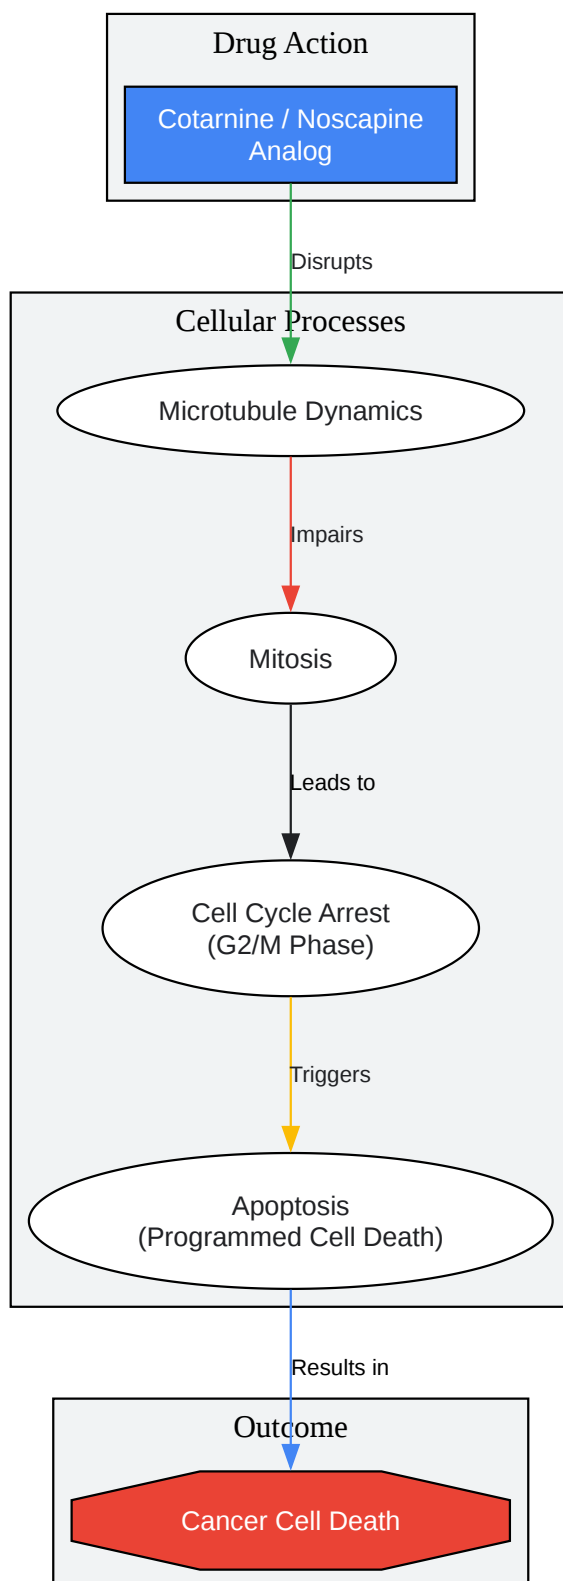 Drug Action
Cotarnine / Noscapine
Analog
Disrupts
Cellular Processes
Microtubule Dynamics
Impairs
Mitosis
Leads to
Cell Cycle Arrest
(G2/M Phase)
Triggers
Apoptosis
(Programmed Cell Death)
Results in
Outcome
Cancer Cell Death